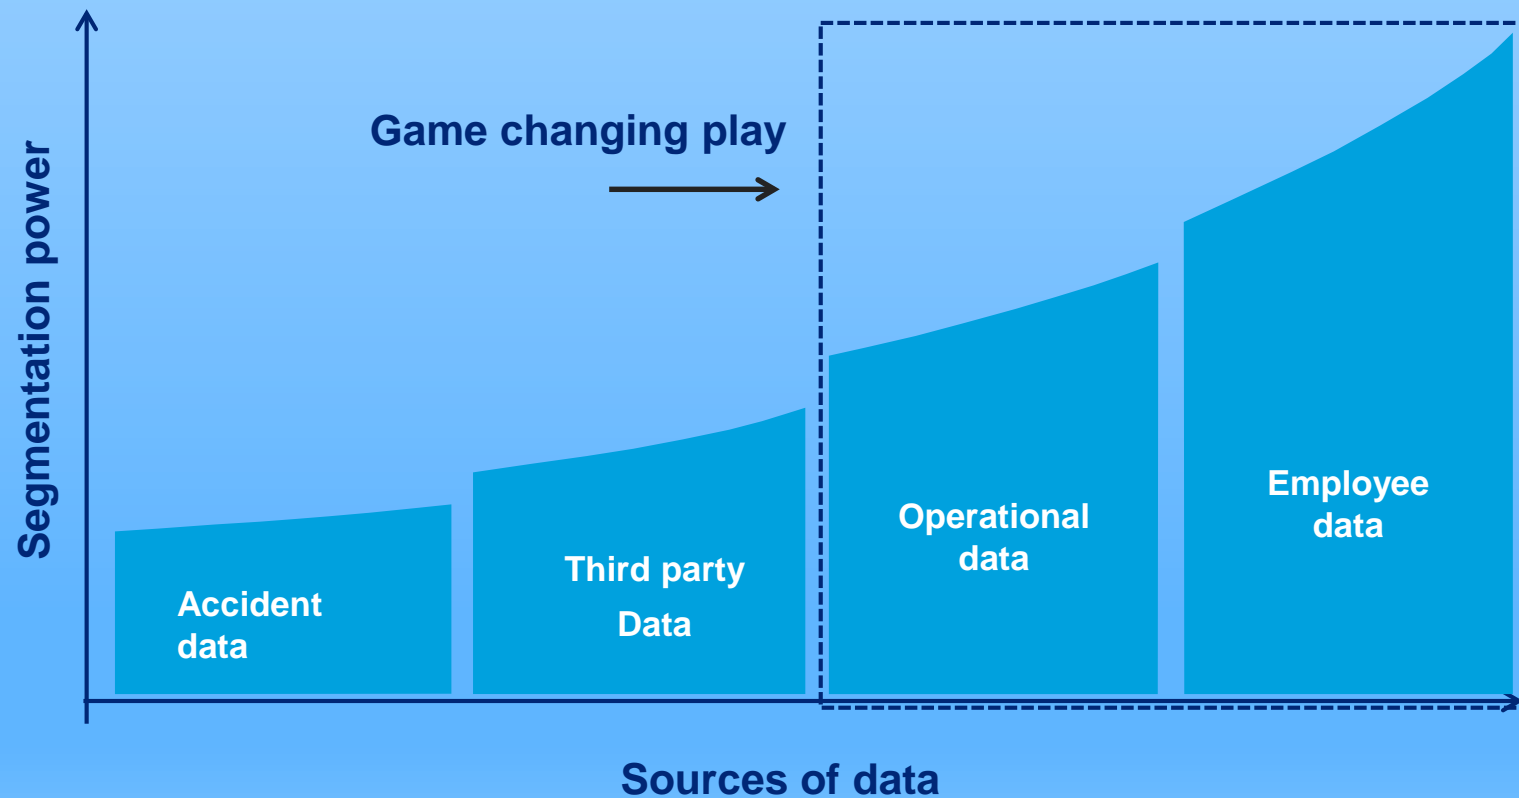 Segmentation power
Game changing play
Accident
data
Third party
Data
Operational
data
Employee
data
Sources of data